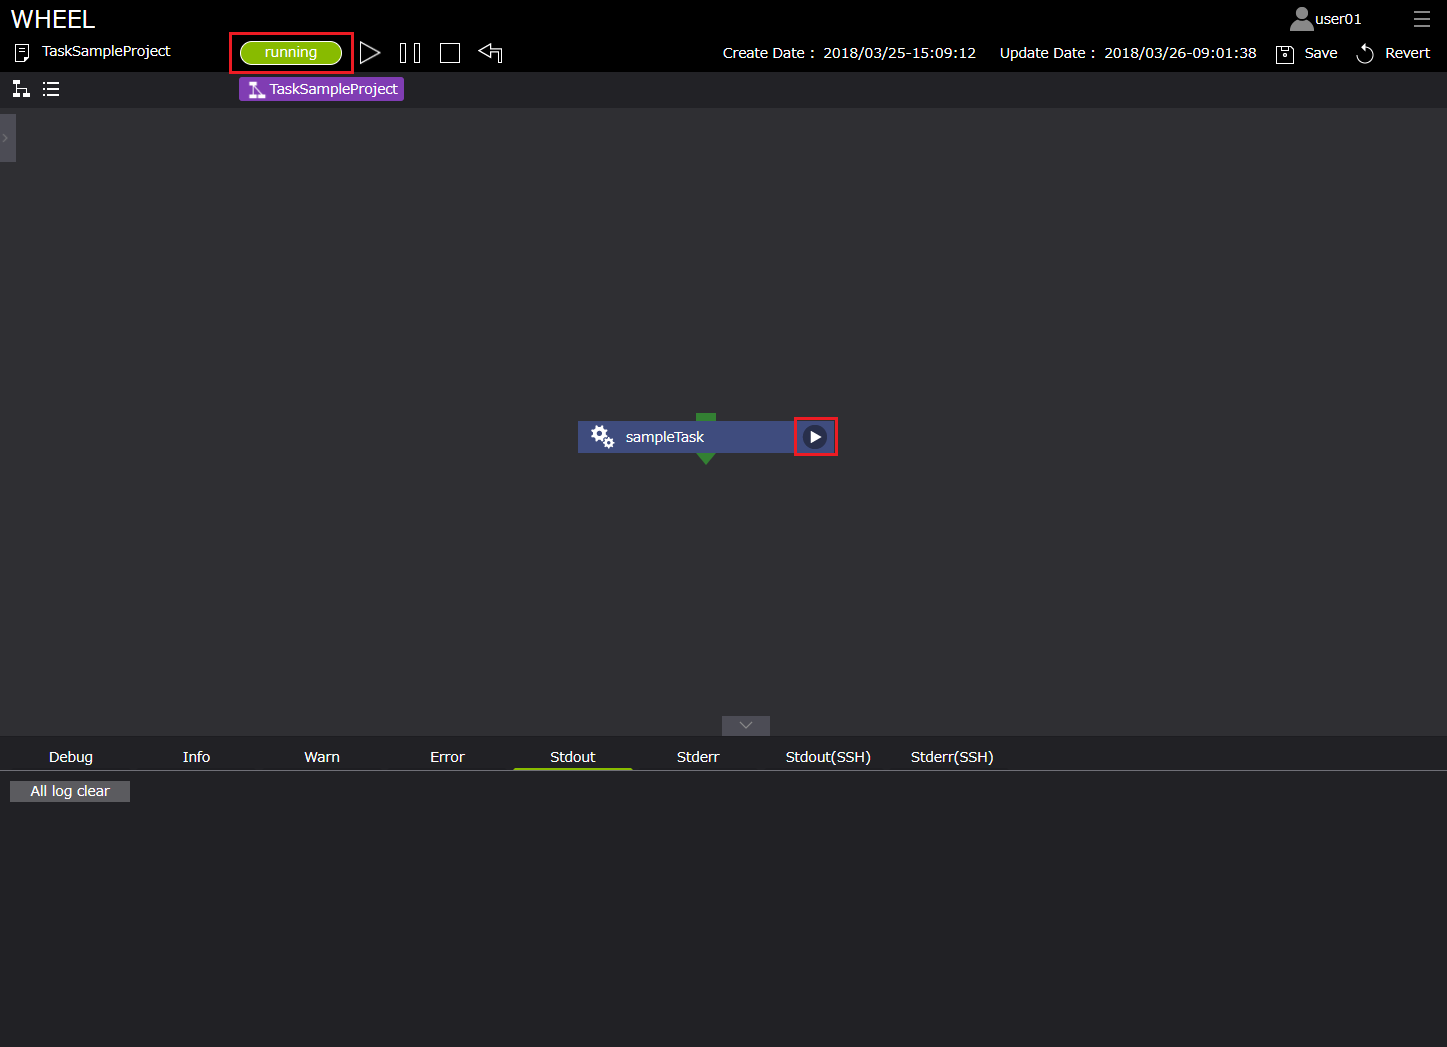 WHEEL
user01
TaskSampleProject
running
Create Date : 2018/03/25-15:09:12
Update Date : 2018/03/26-09:01:38
Save
Revert
TaskSampleProject
sampleTask
Debug
Info
Warn
Error
Stdout
Stderr
Stdout(SSH)
Stderr(SSH)
All log clear